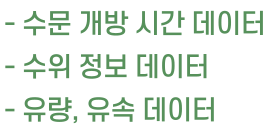 - 수문 개방 시간 데이터
- 수위 정보 데이터
- 유량, 유속 데이터